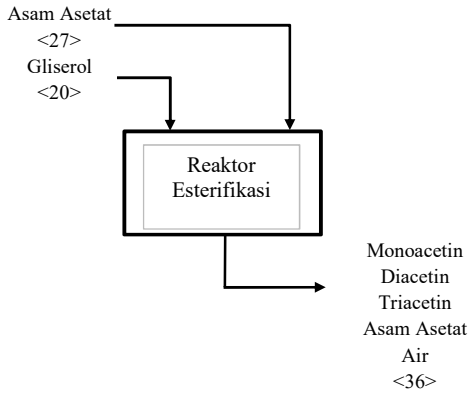 Asam Asetat
<27>
Gliserol
<20>
Reaktor
Esterifikasi
Monoacetin
Diacetin
Triacetin
Asam Asetat
Air
<36>